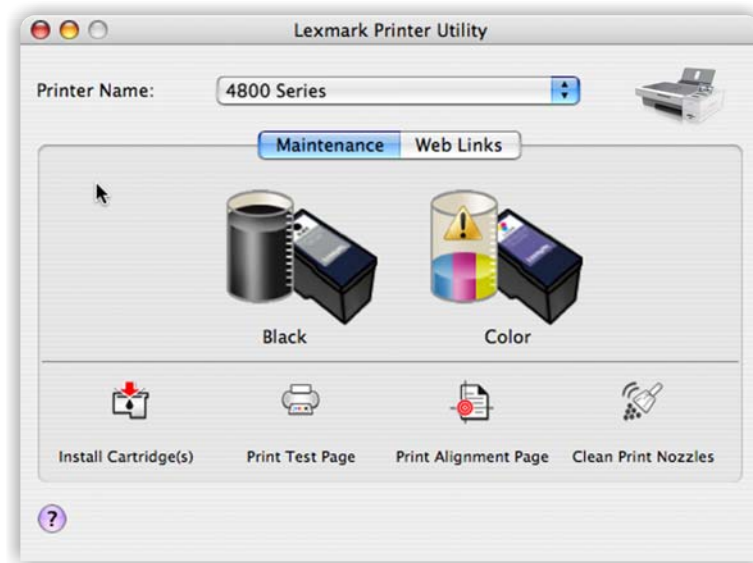 Lexmark Printer Utility
Printer Name: 4800 Series
Maintenance Web Links
Black Color
Install Cartridge(s) Print Test Page Print Alignment Page Clean Print Nozzles
?